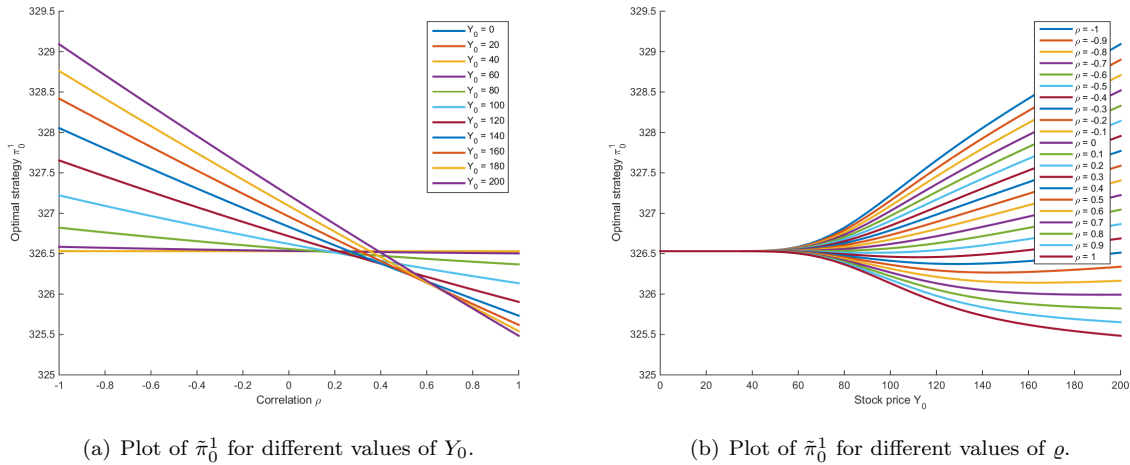 329.5
329
328.5
328
327.5
327
326.5
326
325.5
325
-1
-0.8
-0.6
-0.4
-0.2
0
0.2
0.4
0.6
0.8
1
Optimal strategy π₀¹
Correlation ρ
Y₀ = 0
Y₀ = 20
Y₀ = 40
Y₀ = 60
Y₀ = 80
Y₀ = 100
Y₀ = 120
Y₀ = 140
Y₀ = 160
Y₀ = 180
Y₀ = 200
(a) Plot of π̃₀¹ for different values of Y₀.
329.5
329
328.5
328
327.5
327
326.5
326
325.5
325
0
20
40
60
80
100
120
140
160
180
200
Optimal strategy π₀¹
Stock price Y₀
ρ = -1
ρ = -0.9
ρ = -0.8
ρ = -0.7
ρ = -0.6
ρ = -0.5
ρ = -0.4
ρ = -0.3
ρ = -0.2
ρ = -0.1
ρ = 0
ρ = 0.1
ρ = 0.2
ρ = 0.3
ρ = 0.4
ρ = 0.5
ρ = 0.6
ρ = 0.7
ρ = 0.8
ρ = 0.9
ρ = 1
(b) Plot of π̃₀¹ for different values of ϱ.